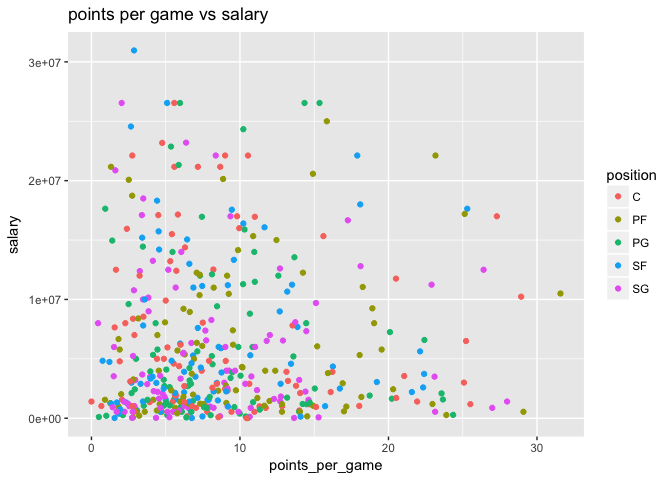 points per game vs salary
3e+07
2e+07
1e+07
0e+00
salary
0
10
20
30
points_per_game
position
C
PF
PG
SF
SG